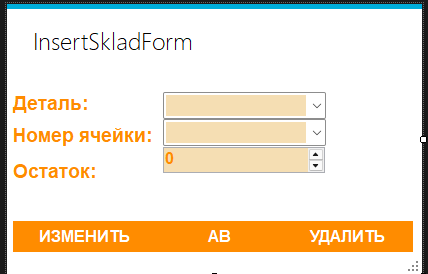 InsertSkladForm
Деталь:
Номер ячейки:
0
Остаток:
ИЗМЕНИТЬ АВ УДАЛИТЬ